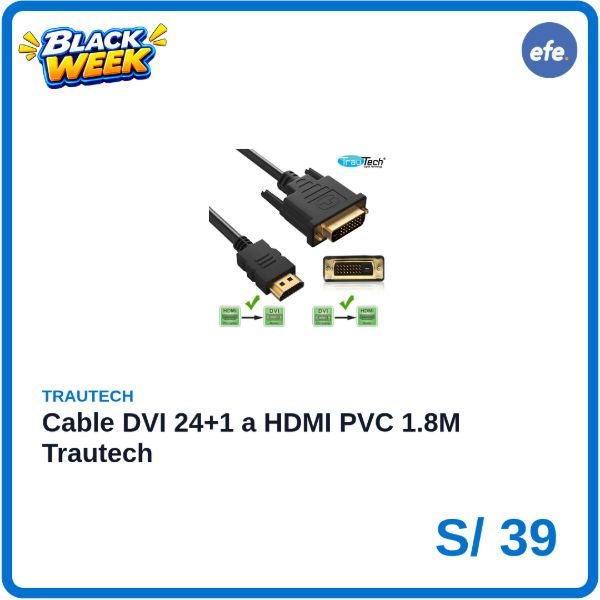 BLACK
WEEK
efe.
TrauTech®
HDMI
DVI
DVI
HDMI
TRAUTECH
Cable DVI 24+1 a HDMI PVC 1.8M
Trautech
S/ 39